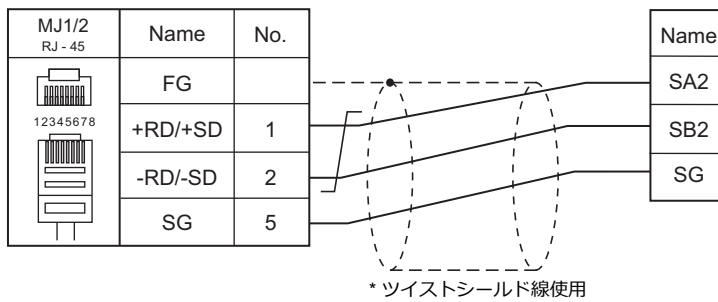 MJ1/2 Name No. Name
RJ - 45
FG SA2
12345678
+RD/+SD 1 SB2
-RD/-SD 2 SG
SG 5
* ツイストシールド線使用